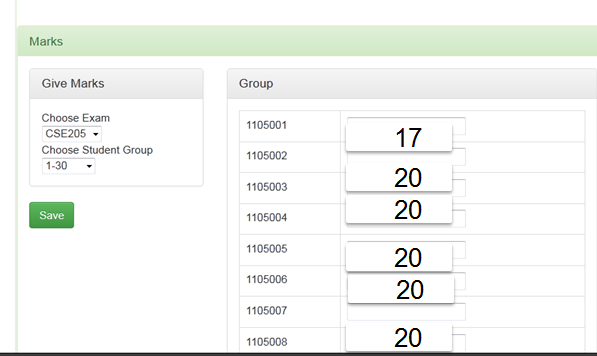 Marks
Give Marks
Choose Exam
CSE205
Choose Student Group
1-30
Save
Group
1105001
17
1105002
1105003
20
1105004
20
1105005
20
1105006
20
1105007
1105008
20